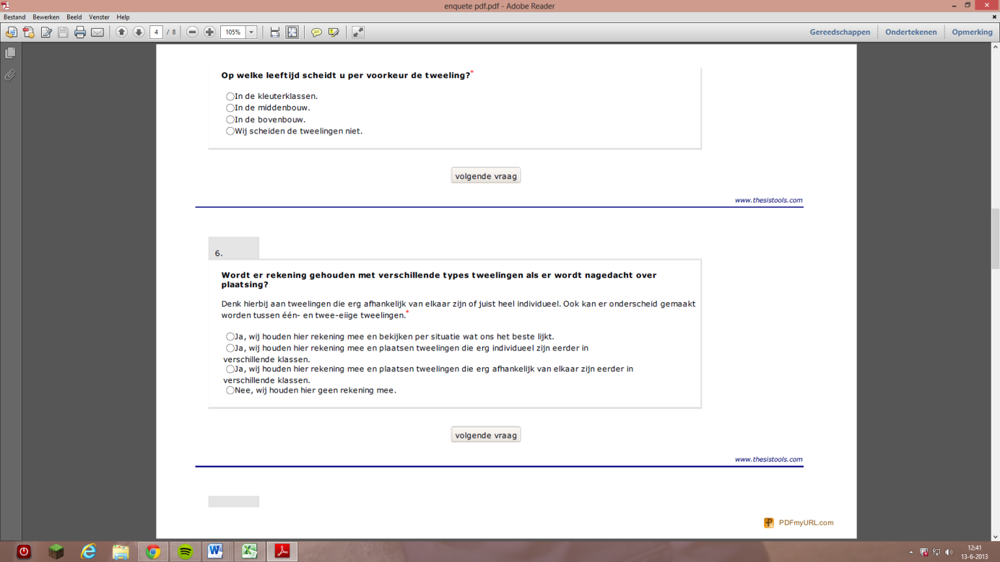 enquete pdf.pdf - Adobe Reader
Bestand Bewerken Beeld Venster Help
4 / 8 105% Gereedschappen Ondertekenen Opmerking
Op welke leeftijd scheidt u per voorkeur de tweeling?*
In de kleuterklassen.
In de middenbouw.
In de bovenbouw.
Wij scheiden de tweelingen niet.
volgende vraag
www.thesistools.com
6.
Wordt er rekening gehouden met verschillende types tweelingen als er wordt nagedacht over
plaatsing?
Denk hierbij aan tweelingen die erg afhankelijk van elkaar zijn of juist heel individueel. Ook kan er onderscheid gemaakt
worden tussen één- en twee-eiige tweelingen.*
Ja, wij houden hier rekening mee en bekijken per situatie wat ons het beste lijkt.
Ja, wij houden hier rekening mee en plaatsen tweelingen die erg individueel zijn eerder in
verschillende klassen.
Ja, wij houden hier rekening mee en plaatsen tweelingen die erg afhankelijk van elkaar zijn eerder in
verschillende klassen.
Nee, wij houden hier geen rekening mee.
volgende vraag
www.thesistools.com
PDFmyURL.com
12:41
13-6-2013